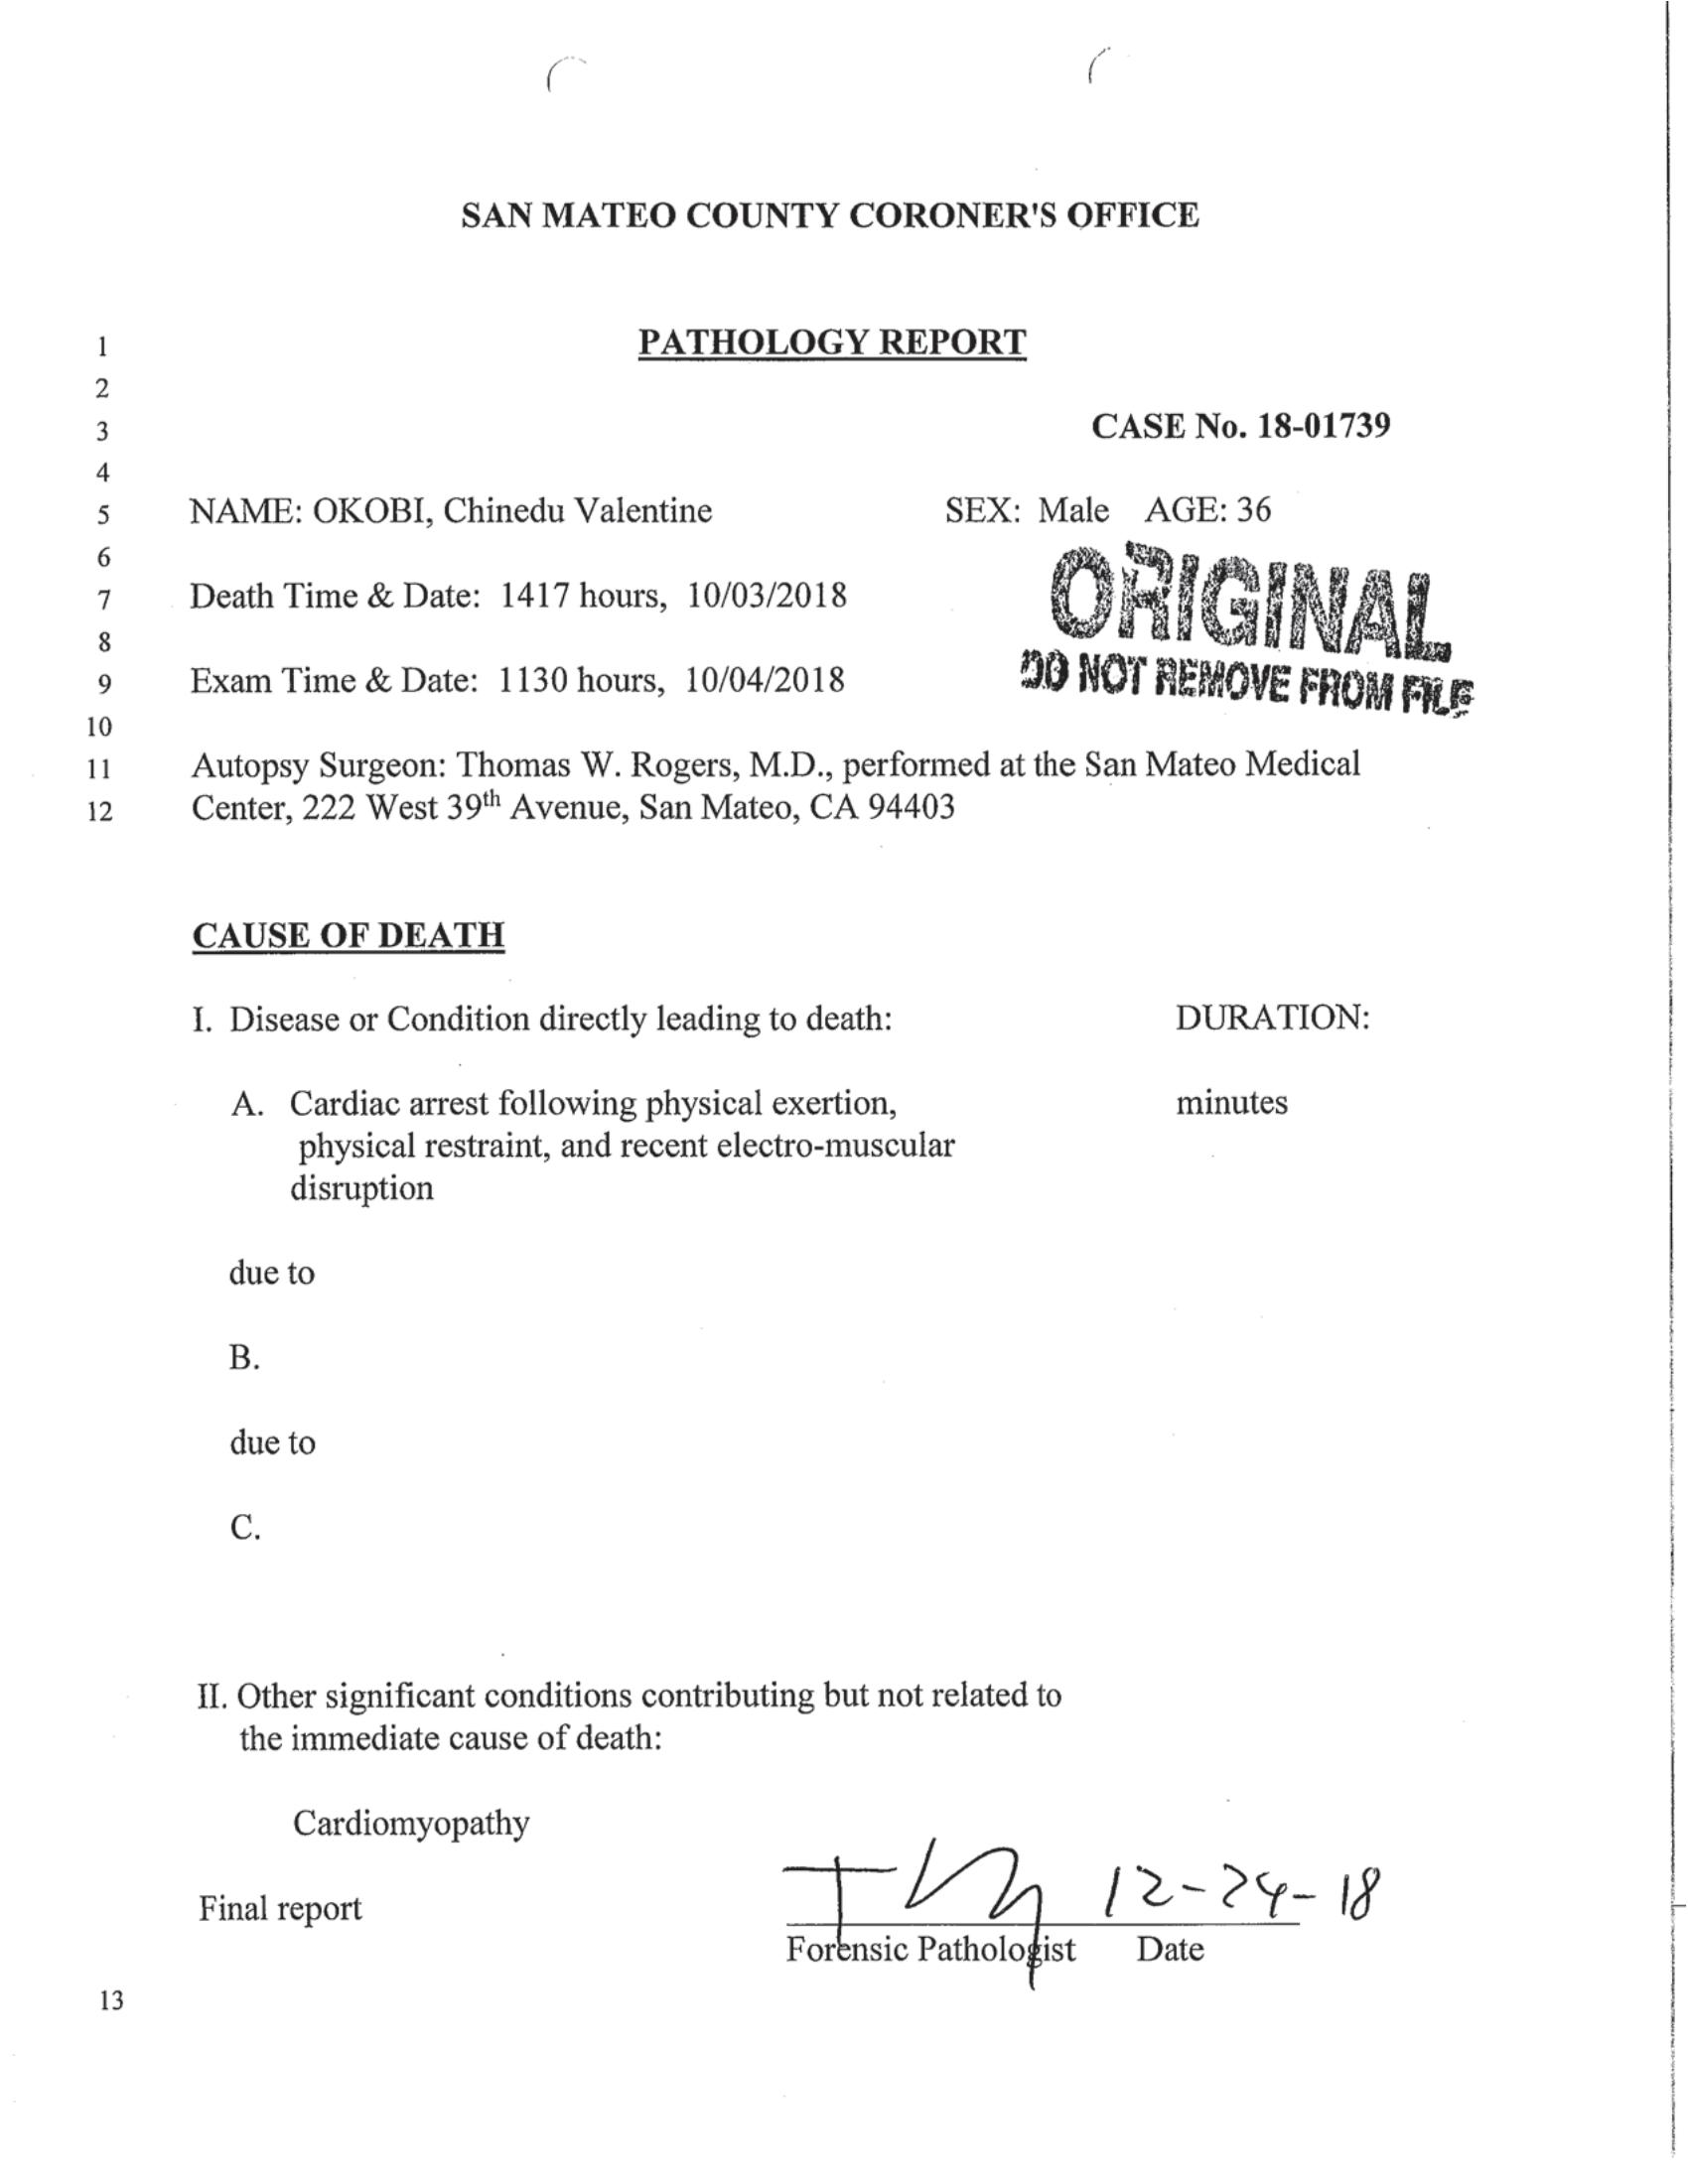 SAN MATEO COUNTY CORONER'S OFFICE
1 PATHOLOGY REPORT
2
3 CASE No. 18-01739
4
5 NAME: OKOBI, Chinedu Valentine SEX: Male AGE: 36
6
ORIGINAL
7 Death Time & Date: 1417 hours, 10/03/2018
8
DO NOT REMOVE FROM FILE
9 Exam Time & Date: 1130 hours, 10/04/2018
10
11 Autopsy Surgeon: Thomas W. Rogers, M.D., performed at the San Mateo Medical
12 Center, 222 West 39th Avenue, San Mateo, CA 94403
CAUSE OF DEATH
I. Disease or Condition directly leading to death: DURATION:
A. Cardiac arrest following physical exertion, minutes
physical restraint, and recent electro-muscular
disruption
due to
B.
due to
C.
II. Other significant conditions contributing but not related to
the immediate cause of death:
Cardiomyopathy
12-24-18
Final report
Forensic Pathologist Date
13